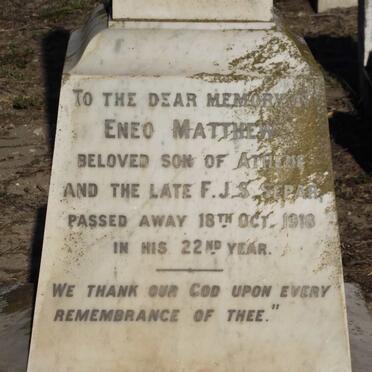 TO THE DEAR MEMORY OF
ENEO MATTHEW
BELOVED SON OF
AND THE LATE F.J.S.
PASSED AWAY 18TH OCT. 1918
IN HIS 22ND YEAR.
WE THANK OUR GOD UPON EVERY
REMEMBRANCE OF THEE."